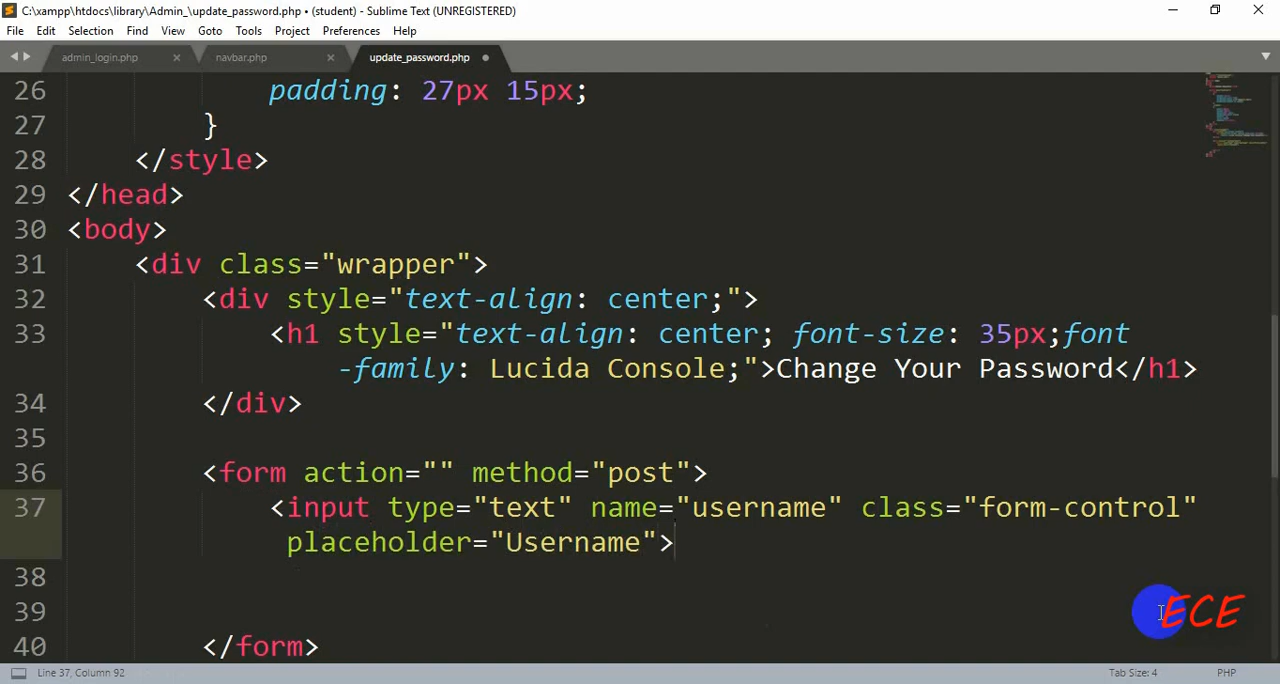 C:\xampp\htdocs\library\Admin_\update_password.php • (student) - Sublime Text (UNREGISTERED)
File Edit Selection Find View Goto Tools Project Preferences Help
admin_login.php navbar.php update_password.php
26 padding: 27px 15px;
27 }
28 </style>
29 </head>
30 <body>
31 <div class="wrapper">
32 <div style="text-align: center;">
33 <h1 style="text-align: center; font-size: 35px;font
-family: Lucida Console;">Change Your Password</h1>
34 </div>
35
36 <form action="" method="post">
37 <input type="text" name="username" class="form-control"
placeholder="Username">
38
39
40 </form>
ECE
Line 37, Column 92 Tab Size: 4 PHP